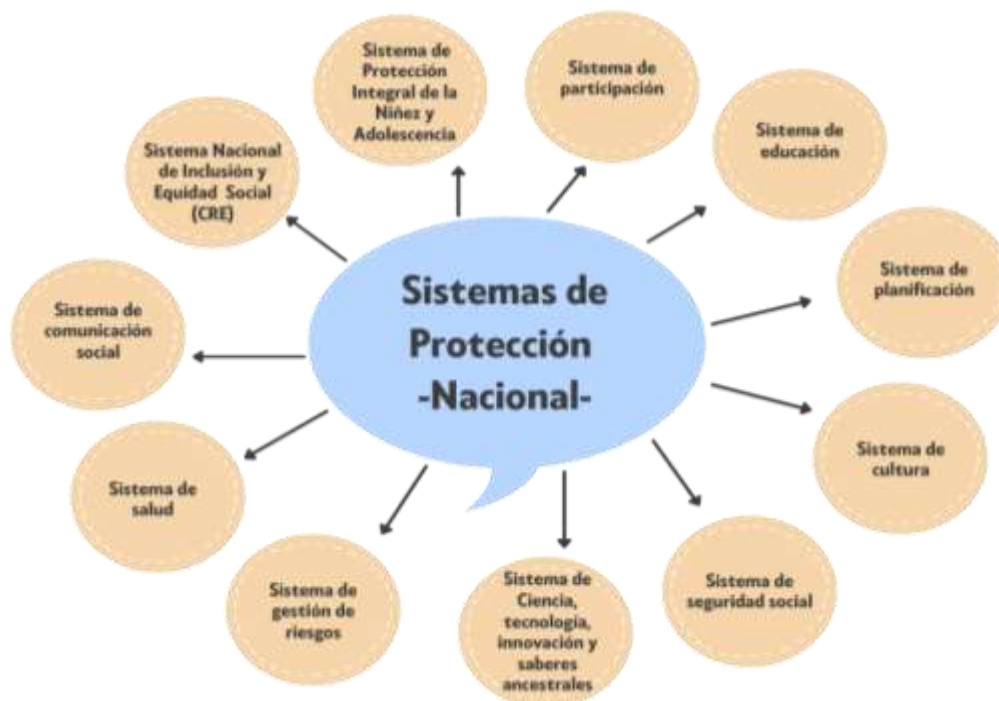 Sistemas de
Protección
-Nacional-
Sistema de
Protección
Integral de la
Niñez y
Adolescencia
Sistema de
participación
Sistema de
educación
Sistema de
planificación
Sistema de
cultura
Sistema de
seguridad social
Sistema de
Ciencia,
tecnología,
innovación y
saberes
ancestrales
Sistema de
gestión de
riesgos
Sistema de
salud
Sistema de
comunicación
social
Sistema Nacional
de Inclusión y
Equidad Social
(CRE)